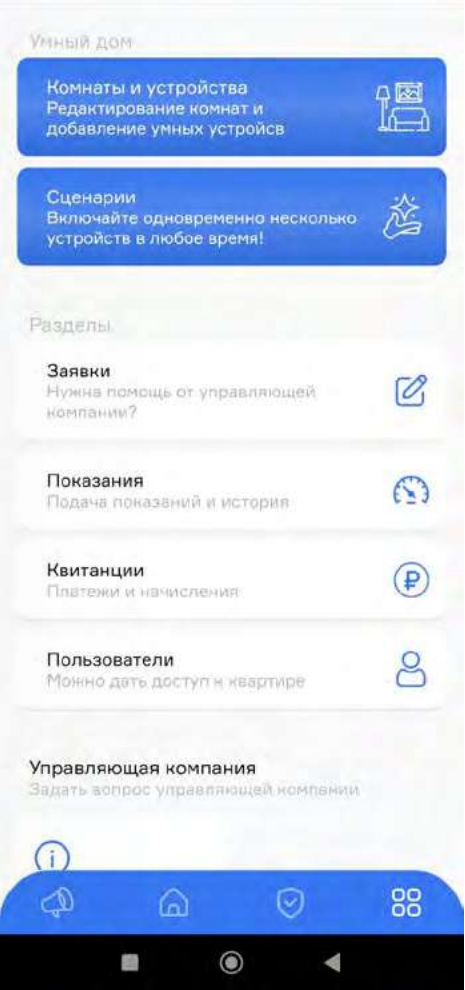 Умный дом
Комнаты и устройства
Редактирование комнат и
добавление умных устройсв
Сценарии
Включайте одновременно несколько
устройств в любое время!
Разделы
Заявки
Нужна помощь от управляющей
компании?
Показания
Подача показаний и история
Квитанции
Платежи и начисления
Пользователи
Можно дать доступ к квартире
Управляющая компания
Задать вопрос управляющей компании